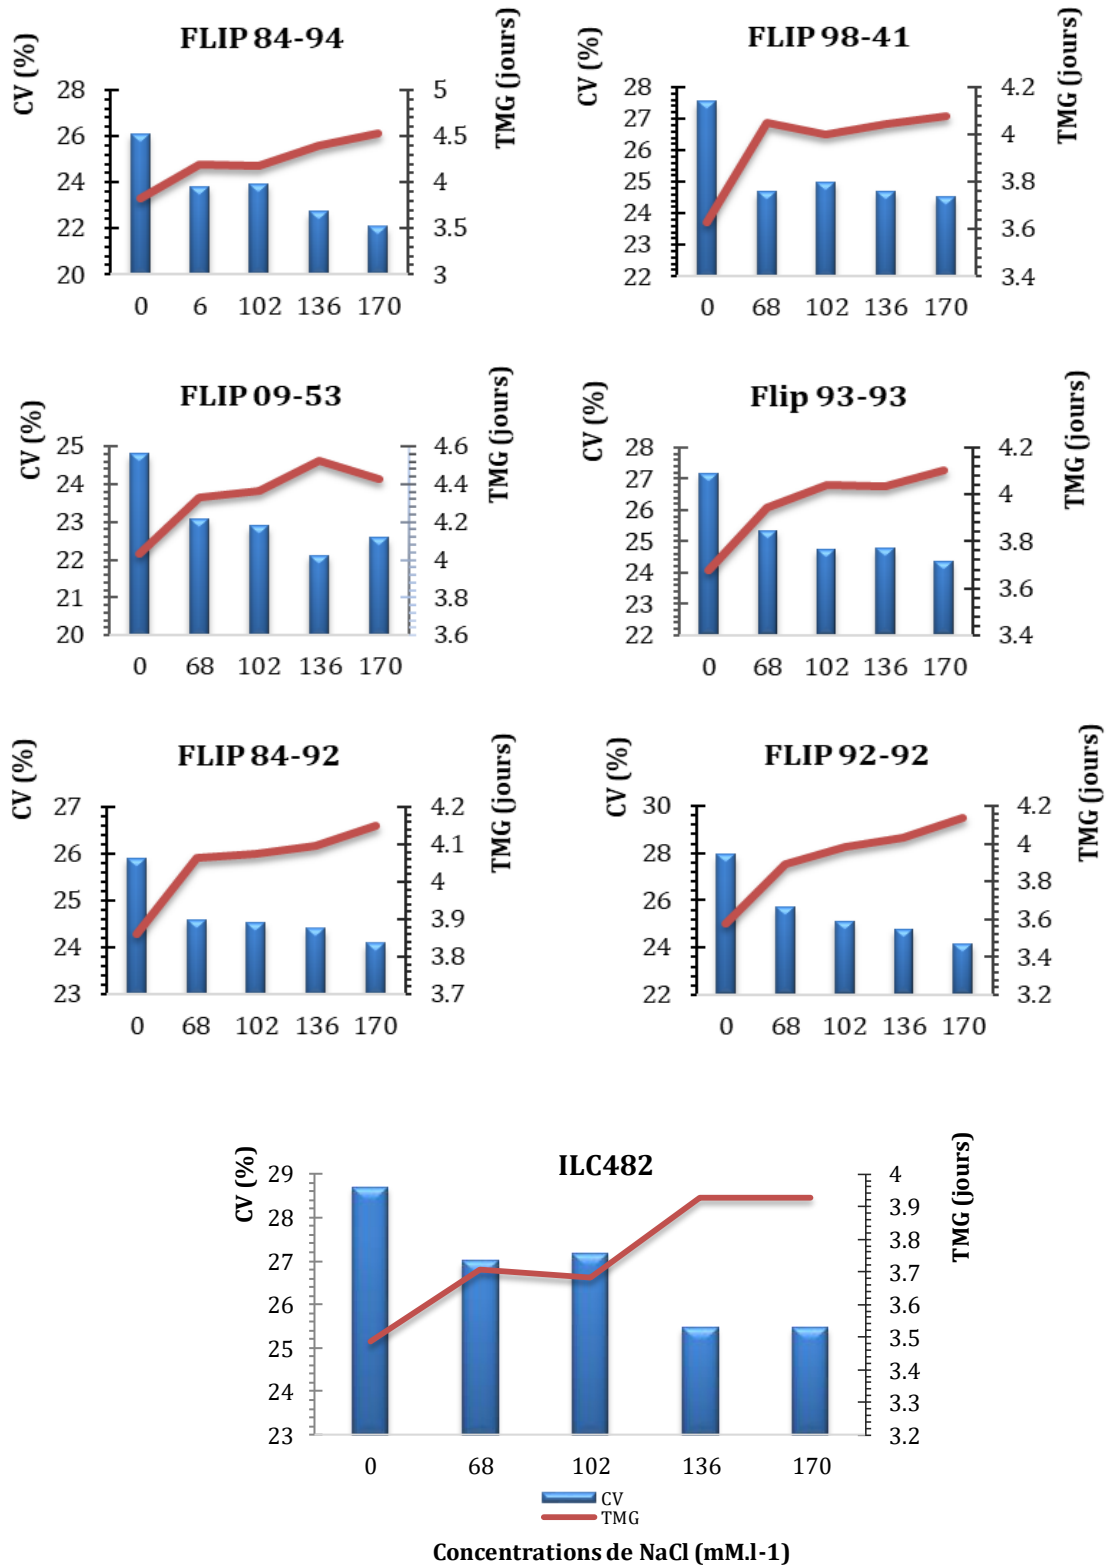 FLIP 84-94
CV (%)
TMG (jours)
28
26
24
22
20
5
4.5
4
3.5
3
0 6 102 136 170
FLIP 98-41
CV (%)
TMG (jours)
28
27
26
25
24
23
22
4.2
4
3.8
3.6
3.4
0 68 102 136 170
FLIP 09-53
CV (%)
TMG (jours)
25
24
23
22
21
20
4.6
4.4
4.2
4
3.8
3.6
0 68 102 136 170
Flip 93-93
CV (%)
TMG (jours)
28
27
26
25
24
23
22
4.2
4
3.8
3.6
3.4
0 68 102 136 170
FLIP 84-92
CV (%)
TMG (jours)
27
26
25
24
23
4.2
4.1
4
3.9
3.8
3.7
0 68 102 136 170
FLIP 92-92
CV (%)
TMG (jours)
30
28
26
24
22
4.2
4
3.8
3.6
3.4
3.2
0 68 102 136 170
ILC482
CV (%)
TMG (jours)
29
28
27
26
25
24
23
4
3.9
3.8
3.7
3.6
3.5
3.4
3.3
3.2
0 68 102 136 170
CV
TMG
Concentrations de NaCl (mM.l-1)